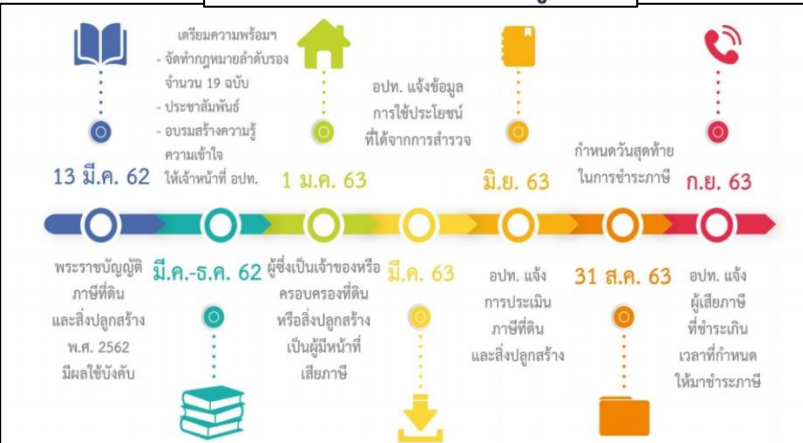 เตรียมความพร้อมฯ
- จัดทำกฎหมายลำดับรอง
จำนวน 19 ฉบับ
- ประชาสัมพันธ์
- อบรมสร้างความรู้
ความเข้าใจ
ให้เจ้าหน้าที่ อปท.
อปท. แจ้งข้อมูล
การใช้ประโยชน์
ที่ได้จากการสำรวจ
กำหนดวันสุดท้าย
ในการชำระภาษี
13 มี.ค. 62
1 ม.ค. 63
มิ.ย. 63
ก.ย. 63
พระราชบัญญัติ
ภาษีที่ดิน
และสิ่งปลูกสร้าง
พ.ศ. 2562
มีผลใช้บังคับ
มี.ค.-ธ.ค. 62
ผู้ซึ่งเป็นเจ้าของหรือ
ครอบครองที่ดิน
หรือสิ่งปลูกสร้าง
เป็นผู้มีหน้าที่
เสียภาษี
มี.ค. 63
อปท. แจ้ง
การประเมิน
ภาษีที่ดิน
และสิ่งปลูกสร้าง
31 ส.ค. 63
อปท. แจ้ง
ผู้เสียภาษี
ที่ชำระเกิน
เวลาที่กำหนด
ให้มาชำระภาษี